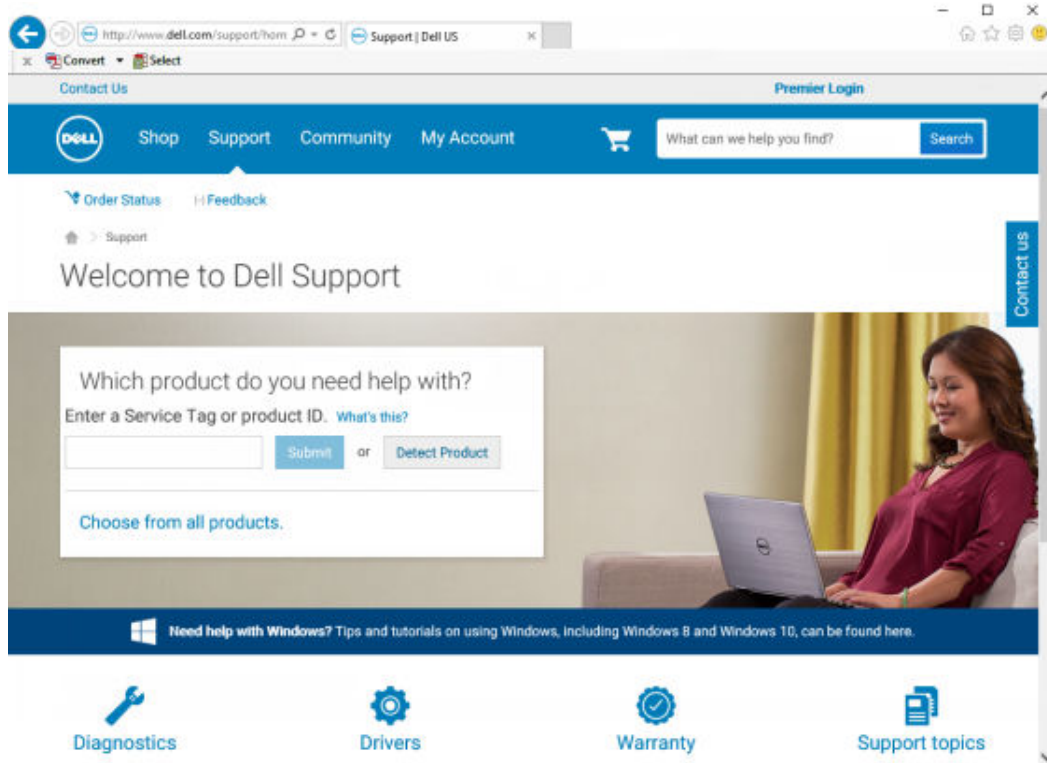 http://www.dell.com/support/hom
Support | Dell US
x Convert Select
Contact Us Premier Login
DELL Shop Support Community My Account What can we help you find? Search
Order Status Feedback
Support
Welcome to Dell Support
Contact us
Which product do you need help with?
Enter a Service Tag or product ID. What's this?
Submit or Detect Product
Choose from all products.
DELL
Need help with Windows? Tips and tutorials on using Windows, including Windows 8 and Windows 10, can be found here.
Diagnostics Drivers Warranty Support topics